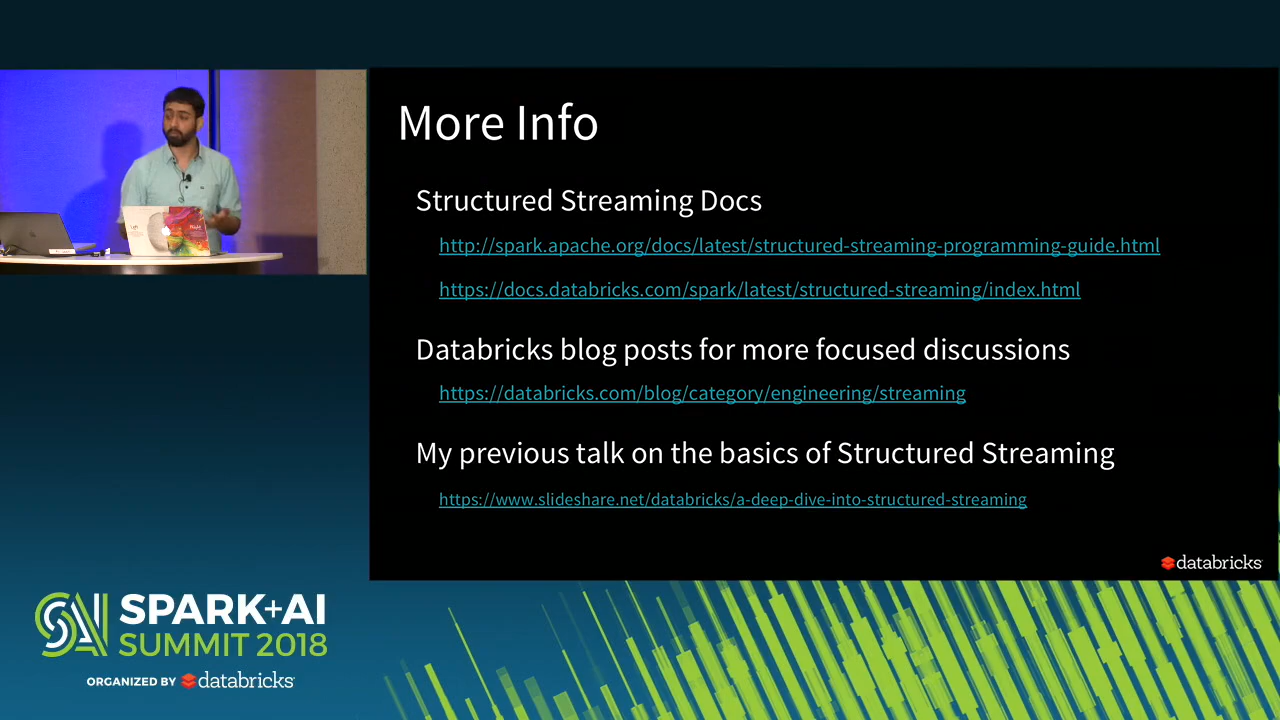 More Info
Structured Streaming Docs
http://spark.apache.org/docs/latest/structured-streaming-programming-guide.html
https://docs.databricks.com/spark/latest/structured-streaming/index.html
Databricks blog posts for more focused discussions
https://databricks.com/blog/category/engineering/streaming
My previous talk on the basics of Structured Streaming
https://www.slideshare.net/databricks/a-deep-dive-into-structured-streaming
databricks
SAI
SPARK+AI
SUMMIT 2018
ORGANIZED BY databricks